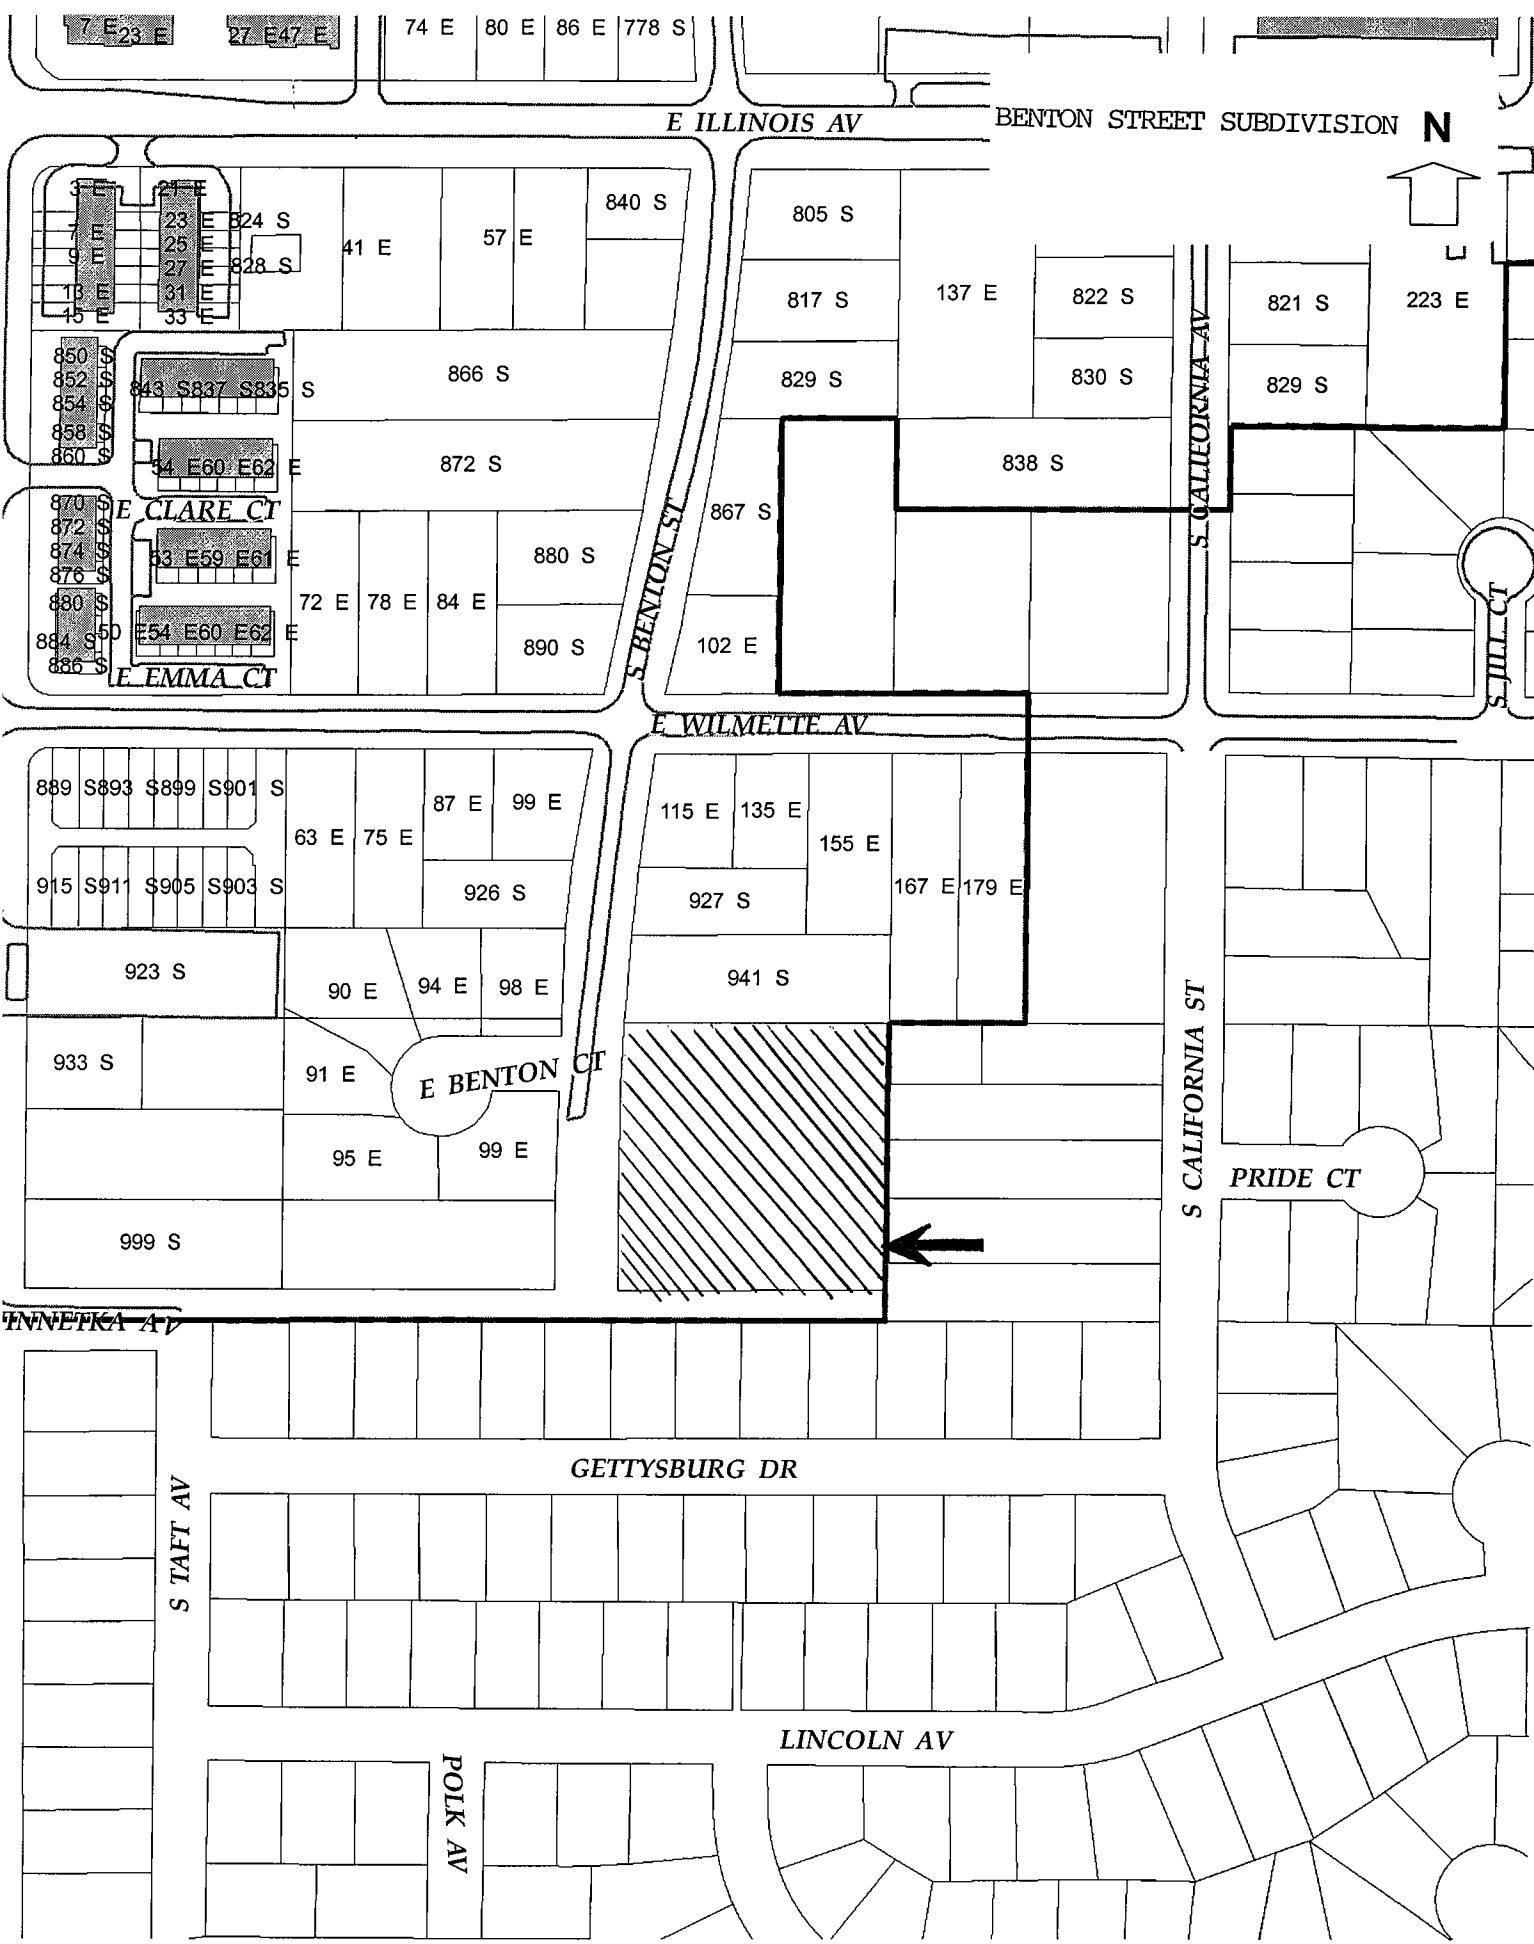 7 E 23 E 27 E 47 E 74 E 80 E 86 E 778 S
E ILLINOIS AV
BENTON STREET SUBDIVISION N
3 E 21 E
840 S
805 S
7 E 23 E 824 S
41 E 57 E
9 E 25 E
27 E 828 S
13 E 31 E
15 E 33 E
817 S 137 E 822 S 821 S 223 E
S CALIFORNIA AV
850 S
852 S
854 S
858 S
860 S
843 S 837 S 835 S
866 S
829 S 830 S 829 S
54 E 60 E 62 E
872 S
838 S
870 S
872 S
874 S
876 S
E CLARE CT
867 S
S BENTON ST
53 E 59 E 61 E
880 S
72 E 78 E 84 E
S JILL CT
880 S
884 S
886 S
50 E 54 E 60 E 62 E
890 S
102 E
E EMMA CT
E WILMETTE AV
889 S 893 S 899 S 901 S
63 E 75 E 87 E 99 E
115 E 135 E 155 E
915 S 911 S 905 S 903 S
926 S
927 S
167 E 179 E
923 S
90 E 94 E 98 E
941 S
S CALIFORNIA ST
933 S
91 E
E BENTON CT
95 E 99 E
PRIDE CT
999 S
INNETKA AV
GETTYSBURG DR
S TAFT AV
LINCOLN AV
POLK AV